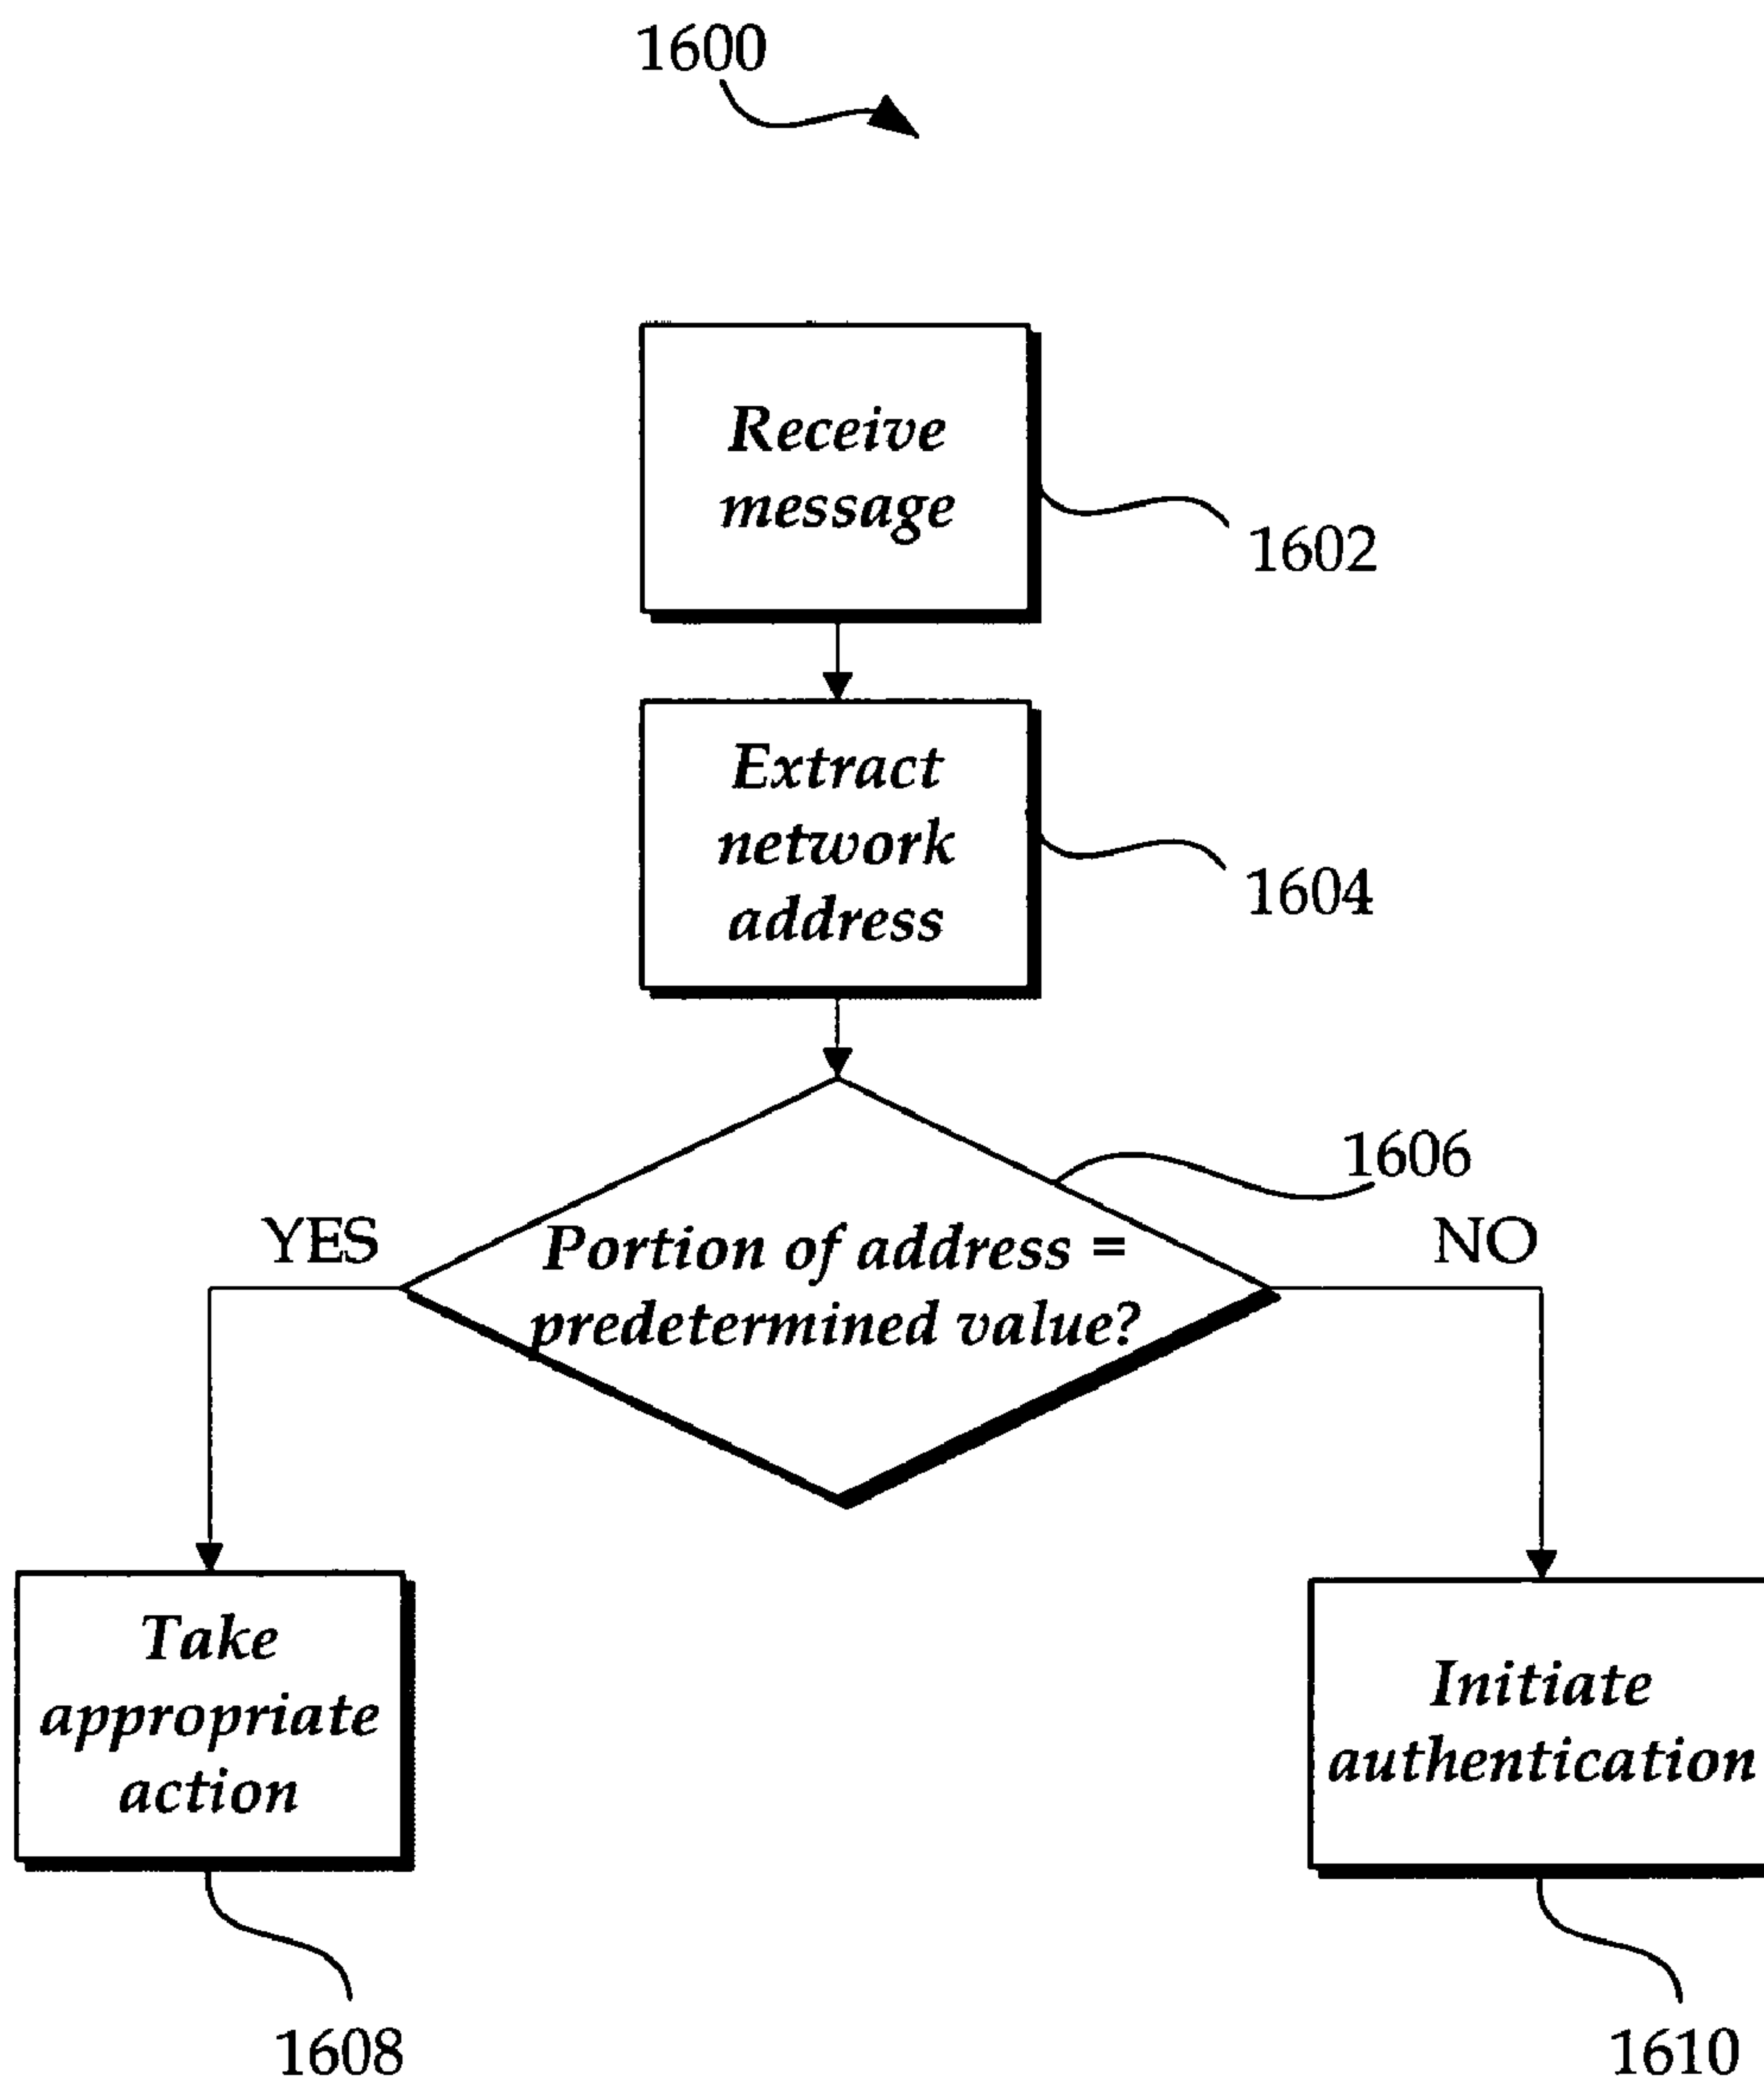 1600
Receive
message
1602
Extract
network
address
1604
1606
YES
NO
Portion of address =
predetermined value?
Take
appropriate
action
Initiate
authentication
1608
1610